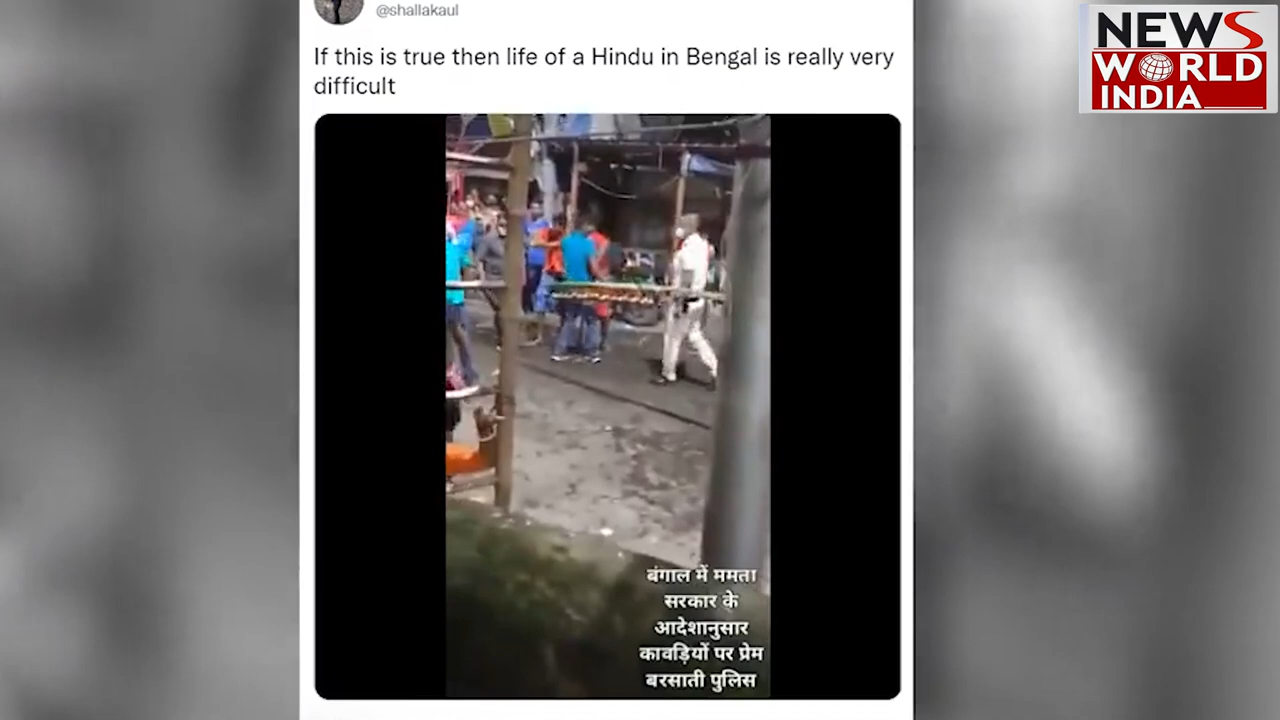 @shallakaul
If this is true then life of a Hindu in Bengal is really very
difficult
NEWS
WORLD
INDIA
बंगाल में ममता
सरकार के
आदेशानुसार
कावड़ियों पर प्रेम
बरसाती पुलिस